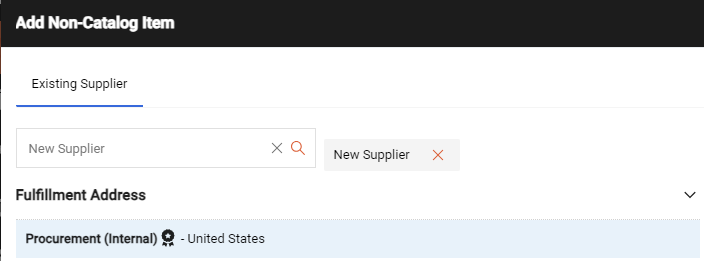 Add Non-Catalog Item
Existing Supplier
New Supplier
New Supplier
Fulfillment Address
Procurement (Internal) - United States